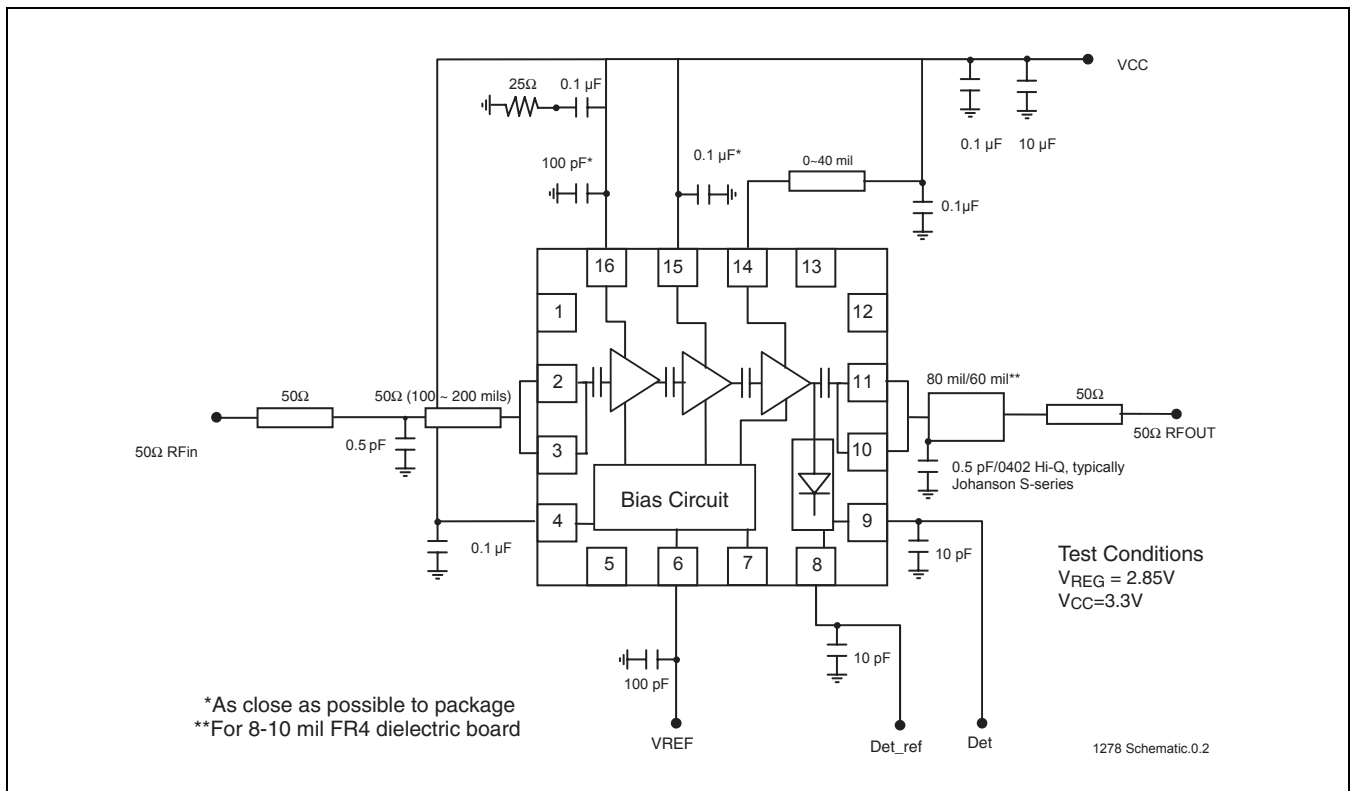 VCC
25Ω
0.1 µF
0.1 µF
10 µF
100 pF*
0.1 µF*
0~40 mil
0.1µF
16
15
14
13
1
12
2
11
3
10
4
9
5
6
7
8
50Ω
50Ω (100 ~ 200 mils)
0.5 pF
50Ω RFin
80 mil/60 mil**
50Ω
50Ω RFOUT
0.5 pF/0402 Hi-Q, typically
Johanson S-series
Bias Circuit
0.1 µF
10 pF
Test Conditions
VREG = 2.85V
VCC=3.3V
10 pF
100 pF
*As close as possible to package
**For 8-10 mil FR4 dielectric board
VREF
Det_ref
Det
1278 Schematic.0.2